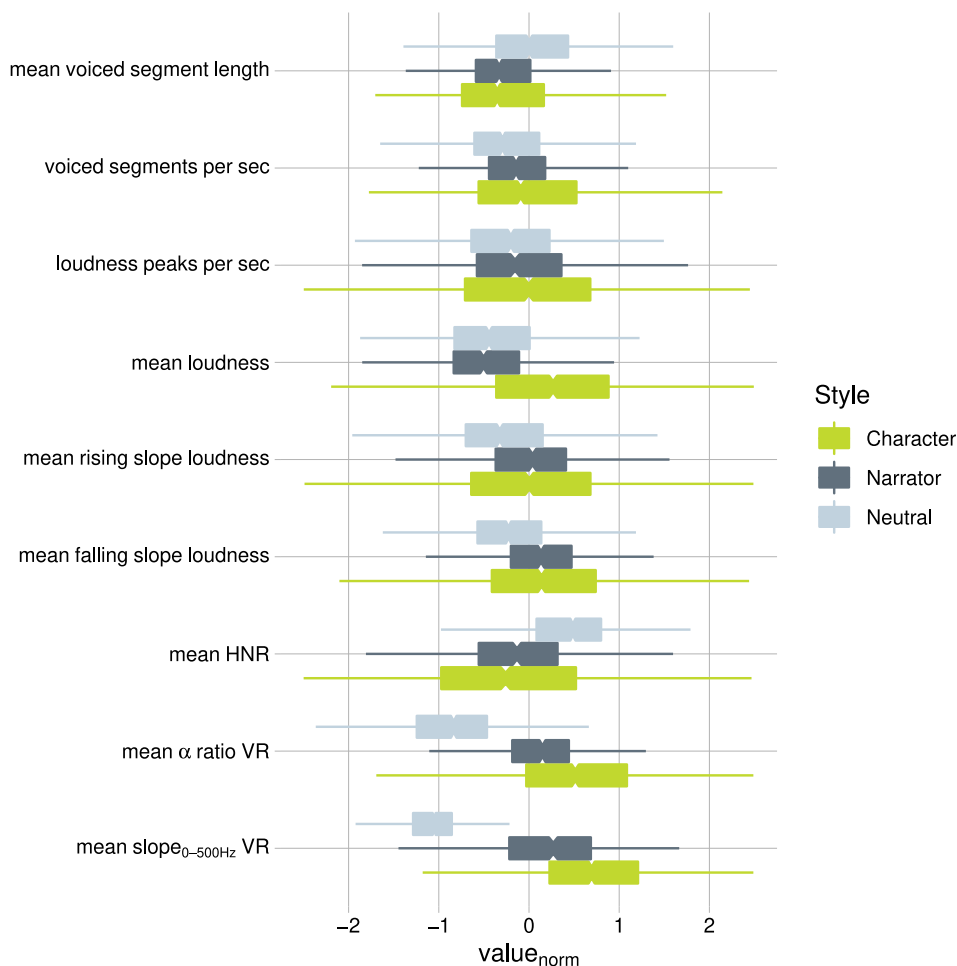 mean voiced segment length
voiced segments per sec
loudness peaks per sec
mean loudness
mean rising slope loudness
mean falling slope loudness
mean HNR
mean α ratio VR
mean slope0–500Hz VR
−2 −1 0 1 2
valuenorm
Style
Character
Narrator
Neutral